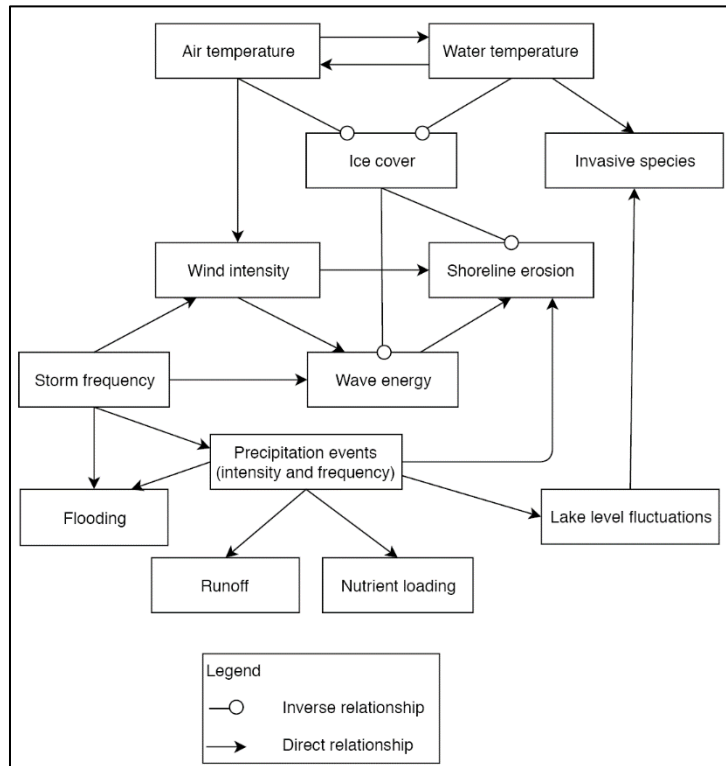 Air temperature
Water temperature
Ice cover
Invasive species
Wind intensity
Shoreline erosion
Storm frequency
Wave energy
Precipitation events
(intensity and frequency)
Flooding
Lake level fluctuations
Runoff
Nutrient loading
Legend
Inverse relationship
Direct relationship